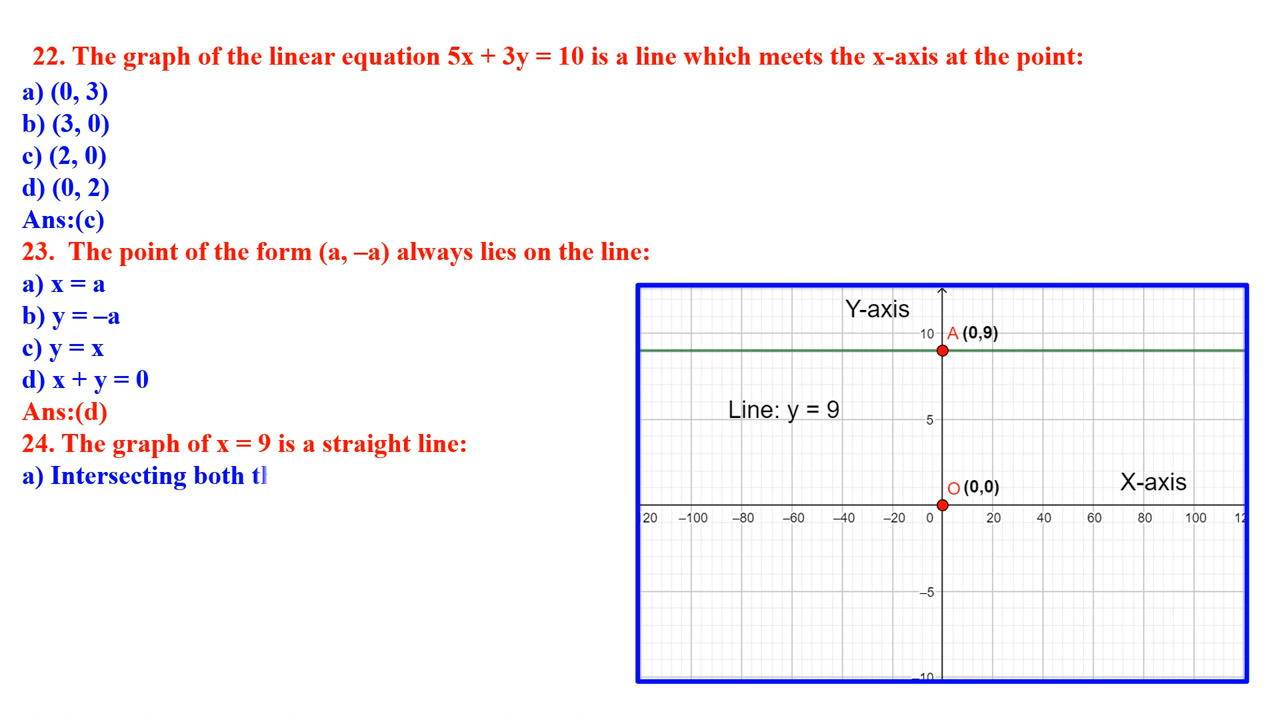 22. The graph of the linear equation 5x + 3y = 10 is a line which meets the x-axis at the point:
a) (0, 3)
b) (3, 0)
c) (2, 0)
d) (0, 2)
Ans:(c)
23. The point of the form (a, –a) always lies on the line:
a) x = a
b) y = –a
c) y = x
d) x + y = 0
Ans:(d)
24. The graph of x = 9 is a straight line:
a) Intersecting both
Y-axis
10 A (0,9)
Line: y = 9
5
X-axis
O (0,0)
20 –100 –80 –60 –40 –20 0 20 40 60 80 100 12
–5
–10